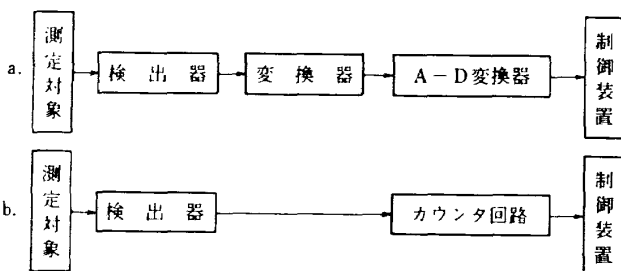 a.
測定対象
検出器
変換器
A-D変換器
制御装置
b.
測定対象
検出器
カウンタ回路
制御装置